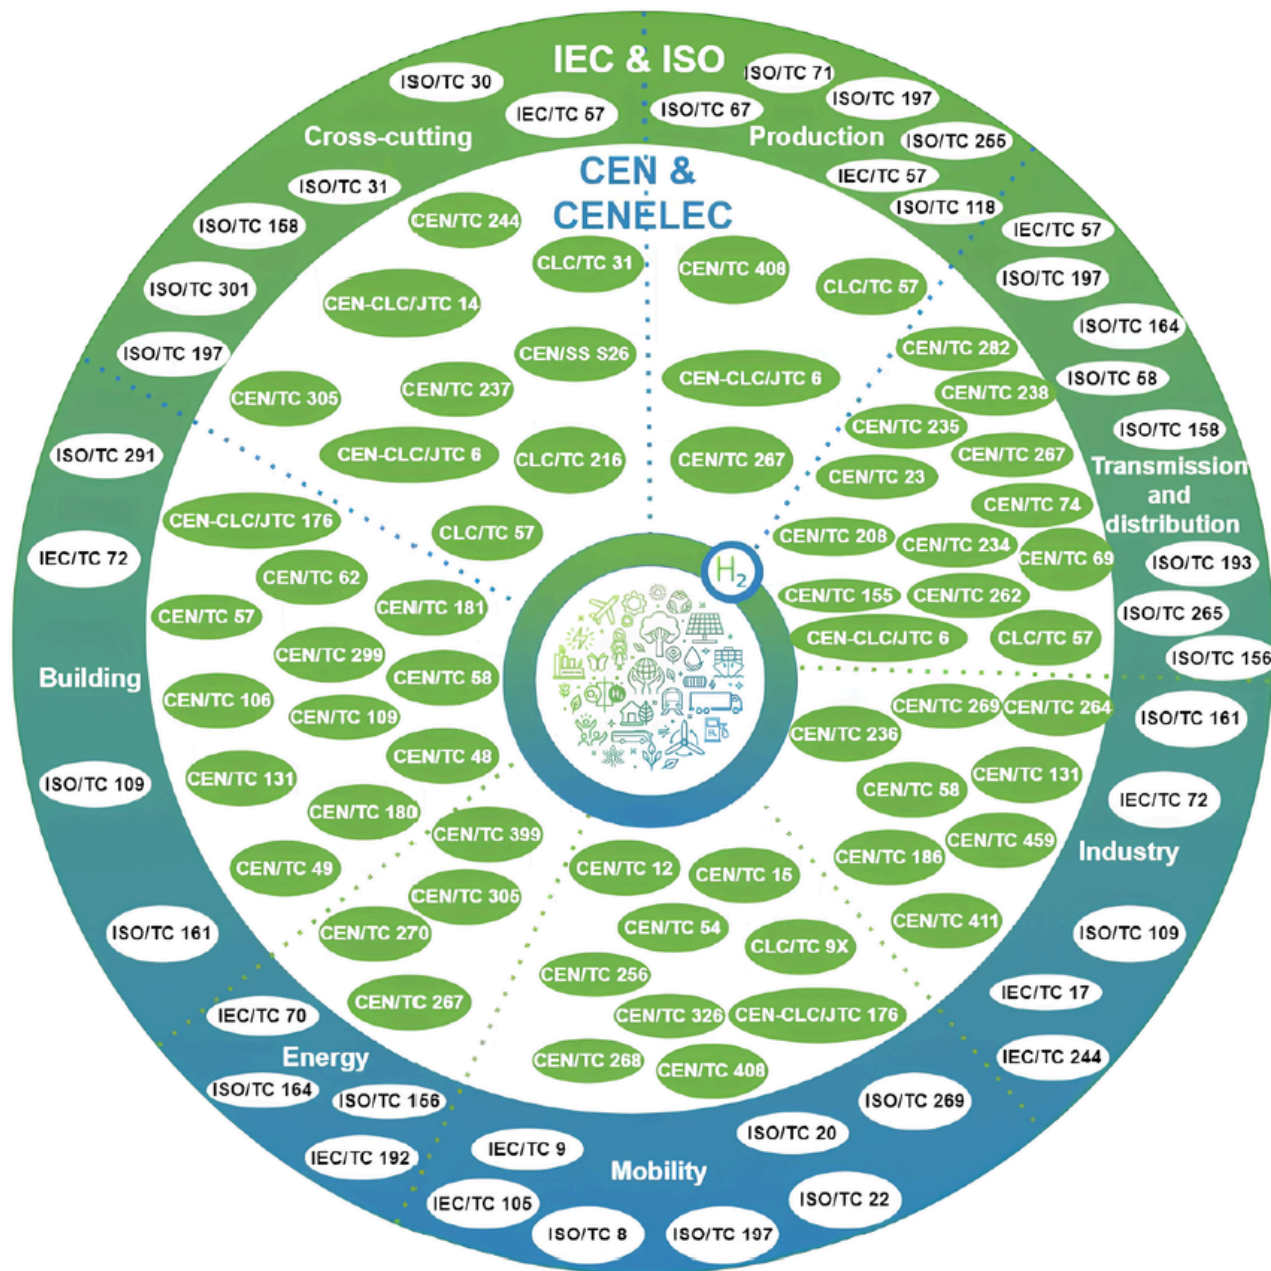 IEC & ISO
ISO/TC 30
IEC/TC 57
Cross-cutting
ISO/TC 31
ISO/TC 158
ISO/TC 301
ISO/TC 197
ISO/TC 71
ISO/TC 67
ISO/TC 197
Production
ISO/TC 255
IEC/TC 57
ISO/TC 118
IEC/TC 57
ISO/TC 197
ISO/TC 164
ISO/TC 58
ISO/TC 158
Transmission
and
distribution
ISO/TC 193
ISO/TC 265
ISO/TC 156
ISO/TC 161
IEC/TC 72
Industry
ISO/TC 109
IEC/TC 17
IEC/TC 244
ISO/TC 269
ISO/TC 20
Mobility
ISO/TC 22
ISO/TC 197
ISO/TC 8
IEC/TC 105
IEC/TC 9
IEC/TC 70
Energy
ISO/TC 164
ISO/TC 156
IEC/TC 192
ISO/TC 291
IEC/TC 72
Building
ISO/TC 109
ISO/TC 161
CEN &
CENELEC
CEN/TC 244
CLC/TC 31
CEN-CLC/JTC 14
CEN/SS S26
CEN/TC 237
CEN/TC 305
CEN-CLC/JTC 6
CLC/TC 216
CLC/TC 57
CEN/TC 408
CLC/TC 57
CEN-CLC/JTC 6
CEN/TC 267
CEN/TC 282
CEN/TC 238
CEN/TC 235
CEN/TC 267
CEN/TC 23
CEN/TC 74
CEN/TC 208
CEN/TC 234
CEN/TC 69
CEN/TC 155
CEN/TC 262
CEN-CLC/JTC 6
CLC/TC 57
CEN/TC 269
CEN/TC 264
CEN/TC 236
CEN/TC 58
CEN/TC 131
CEN/TC 186
CEN/TC 459
CEN/TC 411
CEN/TC 12
CEN/TC 15
CEN/TC 54
CLC/TC 9X
CEN/TC 256
CEN/TC 326
CEN-CLC/JTC 176
CEN/TC 268
CEN/TC 408
CEN/TC 399
CEN/TC 305
CEN/TC 270
CEN/TC 267
CEN-CLC/JTC 176
CEN/TC 62
CEN/TC 57
CEN/TC 181
CEN/TC 299
CEN/TC 58
CEN/TC 106
CEN/TC 109
CEN/TC 48
CEN/TC 131
CEN/TC 180
CEN/TC 49
H₂